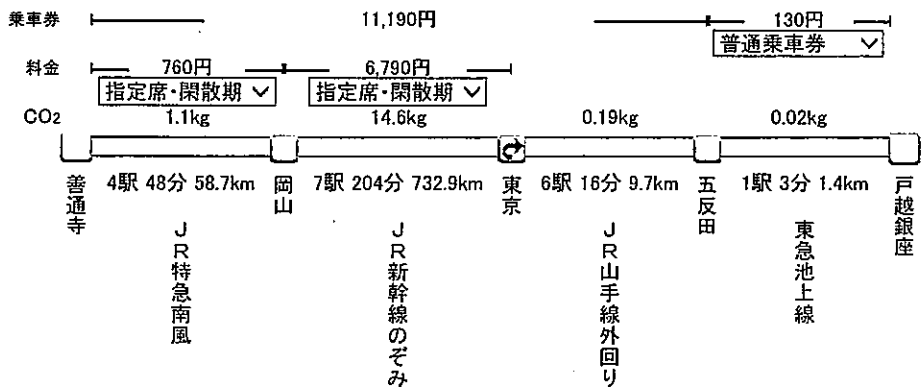 乗車券 11,190円 130円
普通乗車券
料金 760円 6,790円
指定席・閑散期 指定席・閑散期
CO2 1.1kg 14.6kg 0.19kg 0.02kg
善通寺 4駅 48分 58.7km 岡山 7駅 204分 732.9km 東京 6駅 16分 9.7km 五反田 1駅 3分 1.4km 戸越銀座
JR特急南風 JR新幹線のぞみ JR山手線外回り 東急池上線